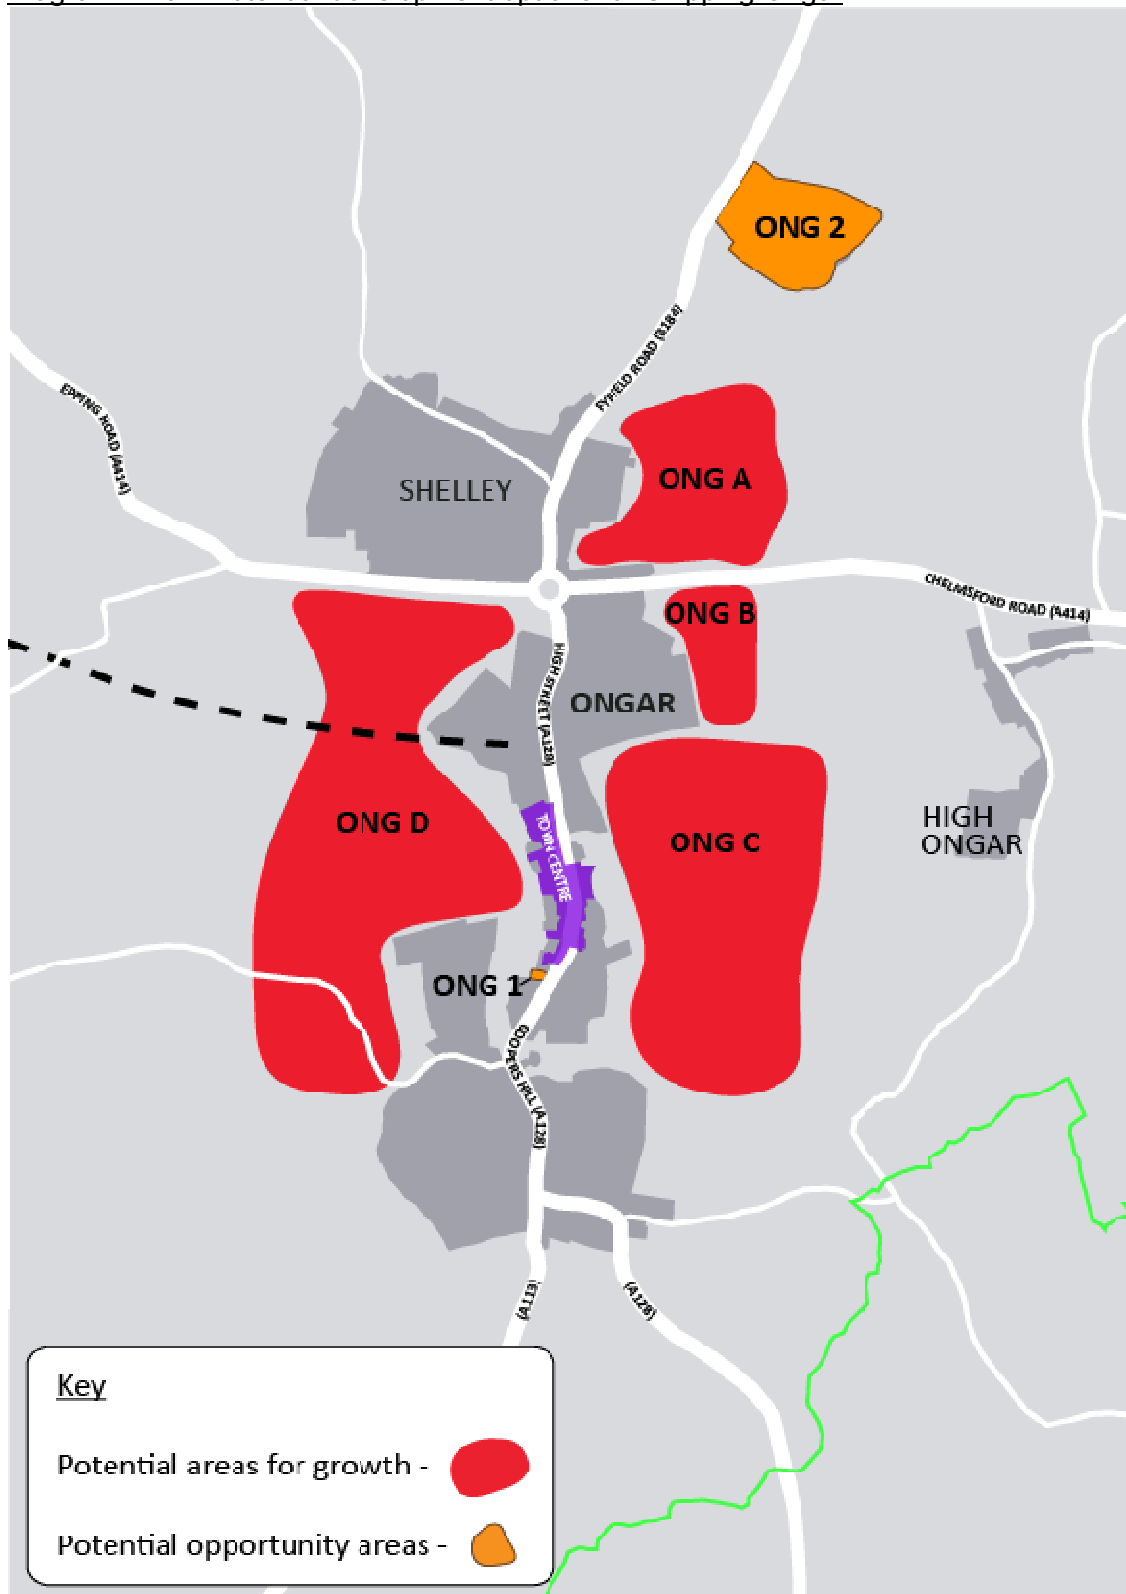 ONG 2
FYFIELD ROAD (B184)
EPPING ROAD (A414)
SHELLEY
ONG A
CHELMSFORD ROAD (A414)
ONG B
HIGH STREET (A128)
ONGAR
ONG D
TOWN CENTRE
ONG C
HIGH
ONGAR
ONG 1
COOPERS HILL (A128)
(A113)
(A128)
Key
Potential areas for growth -
Potential opportunity areas -